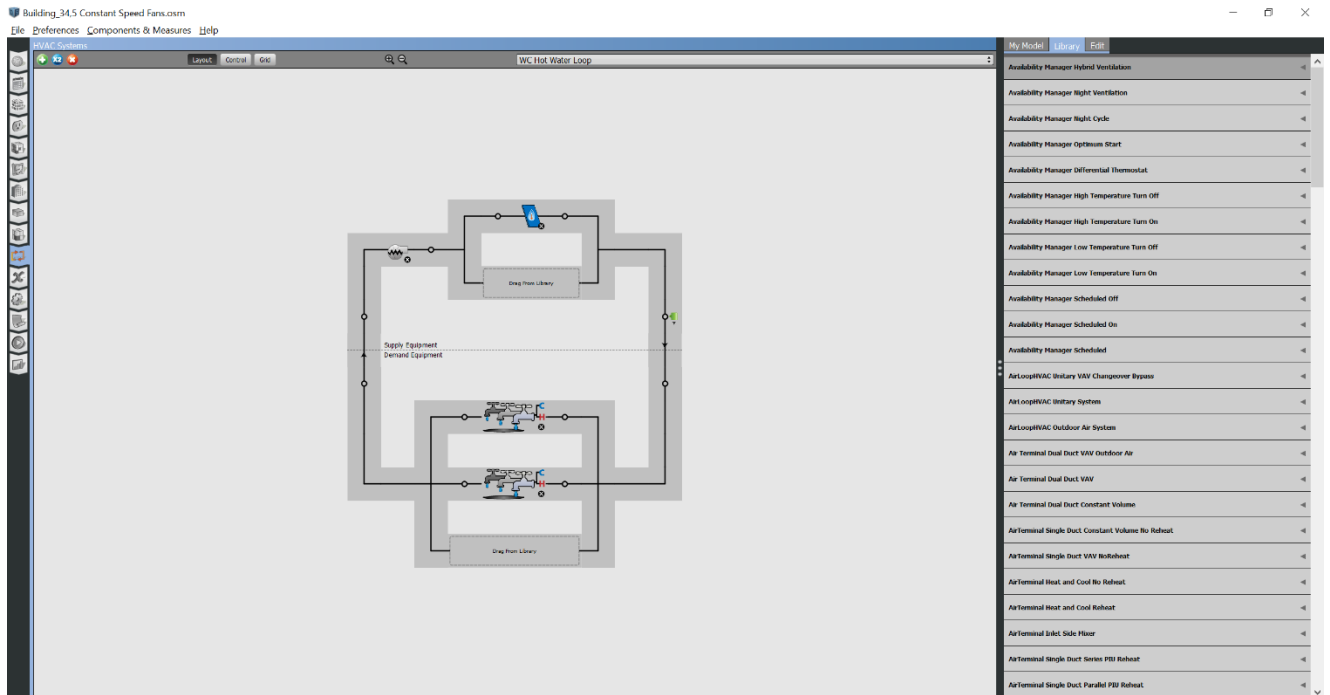 Building_34,5 Constant Speed Fans.osm
File Preferences Components & Measures Help
HVAC Systems
Layout Control Grid
WC Hot Water Loop
My Model Library Edit
Drag From Library
Supply Equipment
Demand Equipment
C
H
C
H
Drag From Library
Availability Manager Hybrid Ventilation
Availability Manager Night Ventilation
Availability Manager Night Cycle
Availability Manager Optimum Start
Availability Manager Differential Thermostat
Availability Manager High Temperature Turn Off
Availability Manager High Temperature Turn On
Availability Manager Low Temperature Turn Off
Availability Manager Low Temperature Turn On
Availability Manager Scheduled Off
Availability Manager Scheduled On
Availability Manager Scheduled
AirLoopHVAC Unitary VAV Changeover Bypass
AirLoopHVAC Unitary System
AirLoopHVAC Outdoor Air System
Air Terminal Dual Duct VAV Outdoor Air
Air Terminal Dual Duct VAV
Air Terminal Dual Duct Constant Volume
AirTerminal Single Duct Constant Volume No Reheat
AirTerminal Single Duct VAV NoReheat
AirTerminal Heat and Cool No Reheat
AirTerminal Heat and Cool Reheat
AirTerminal Inlet Side Mixer
AirTerminal Single Duct Series PIU Reheat
AirTerminal Single Duct Parallel PIU Reheat